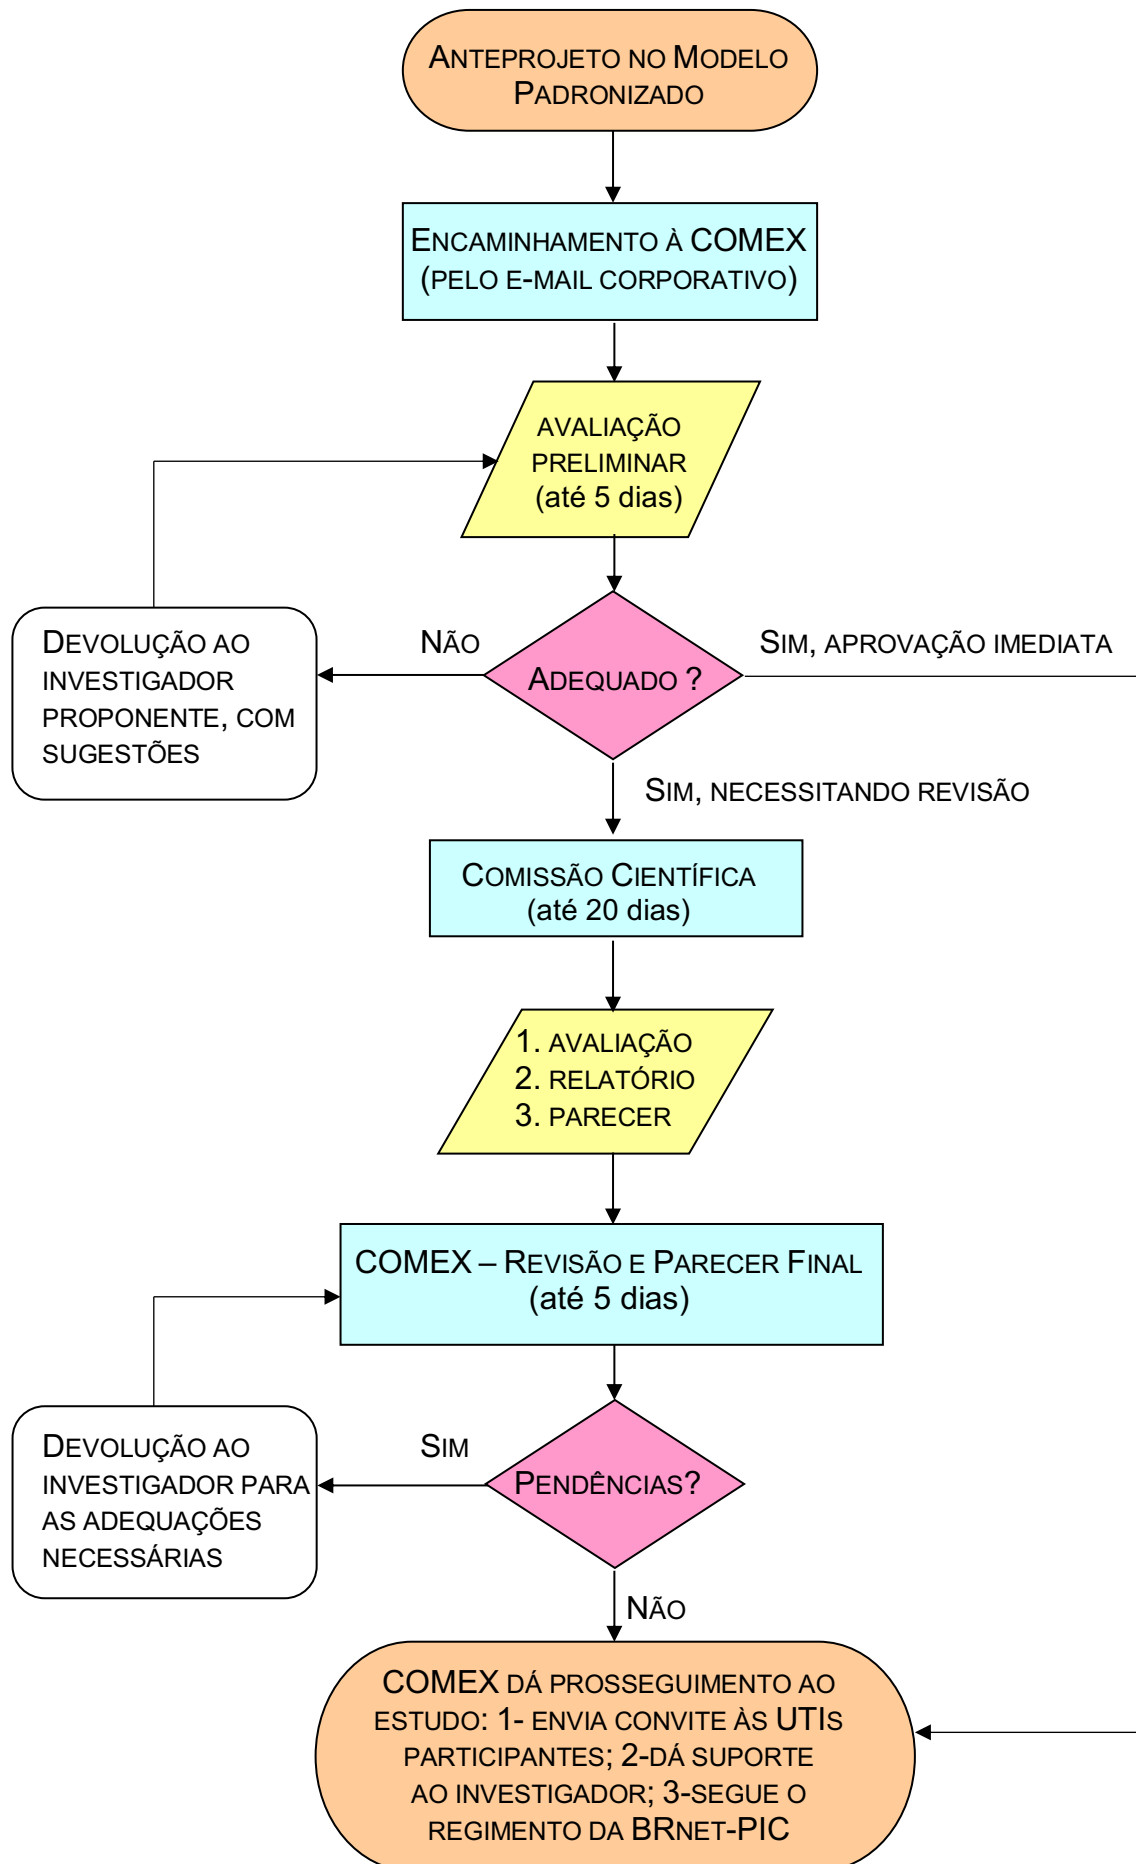 ANTEPROJETO NO MODELO
PADRONIZADO
ENCAMINHAMENTO À COMEX
(PELO E-MAIL CORPORATIVO)
AVALIAÇÃO
PRELIMINAR
(até 5 dias)
DEVOLUÇÃO AO
INVESTIGADOR
PROPONENTE, COM
SUGESTÕES
NÃO
ADEQUADO ?
SIM, APROVAÇÃO IMEDIATA
SIM, NECESSITANDO REVISÃO
COMISSÃO CIENTÍFICA
(até 20 dias)
1. AVALIAÇÃO
2. RELATÓRIO
3. PARECER
COMEX – REVISÃO E PARECER FINAL
(até 5 dias)
DEVOLUÇÃO AO
INVESTIGADOR PARA
AS ADEQUAÇÕES
NECESSÁRIAS
SIM
PENDÊNCIAS?
NÃO
COMEX DÁ PROSSEGUIMENTO AO
ESTUDO: 1- ENVIA CONVITE ÀS UTIS
PARTICIPANTES; 2-DÁ SUPORTE
AO INVESTIGADOR; 3-SEGUE O
REGIMENTO DA BRNET-PIC